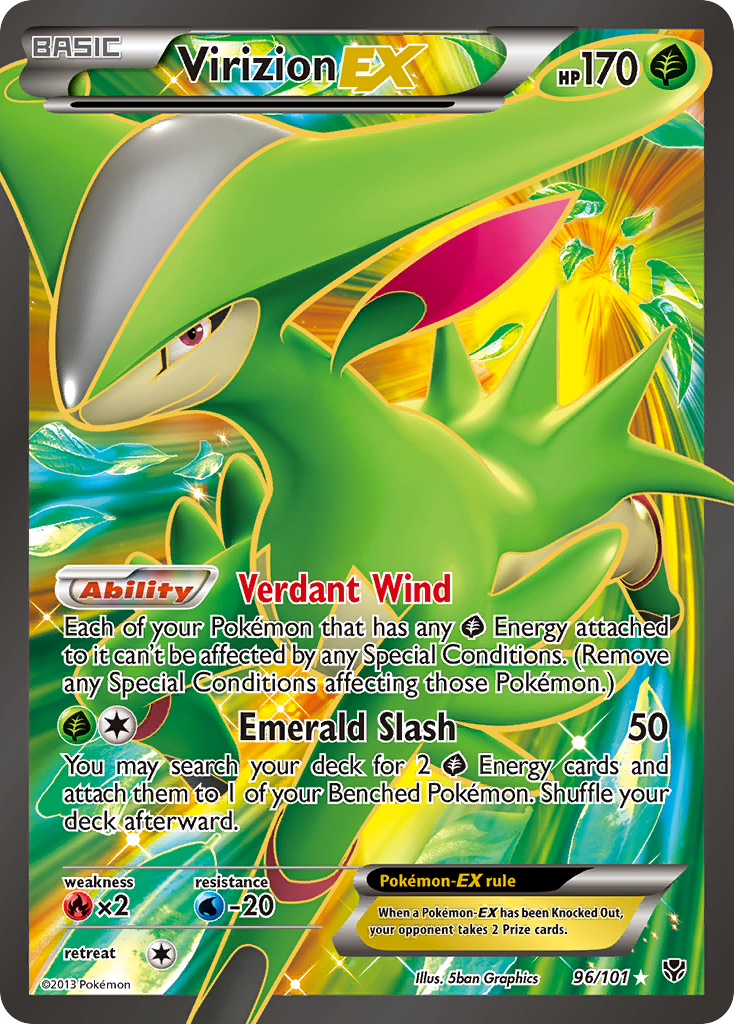 BASIC Virizion EX HP170
Ability Verdant Wind
Each of your Pokémon that has any Energy attached
to it can't be affected by any Special Conditions. (Remove
any Special Conditions affecting those Pokémon.)
Emerald Slash 50
You may search your deck for 2 Energy cards and
attach them to 1 of your Benched Pokémon. Shuffle your
deck afterward.
weakness resistance
×2 -20
retreat
Pokémon-EX rule
When a Pokémon-EX has been Knocked Out,
your opponent takes 2 Prize cards.
©2013 Pokémon Illus. 5ban Graphics 96/101